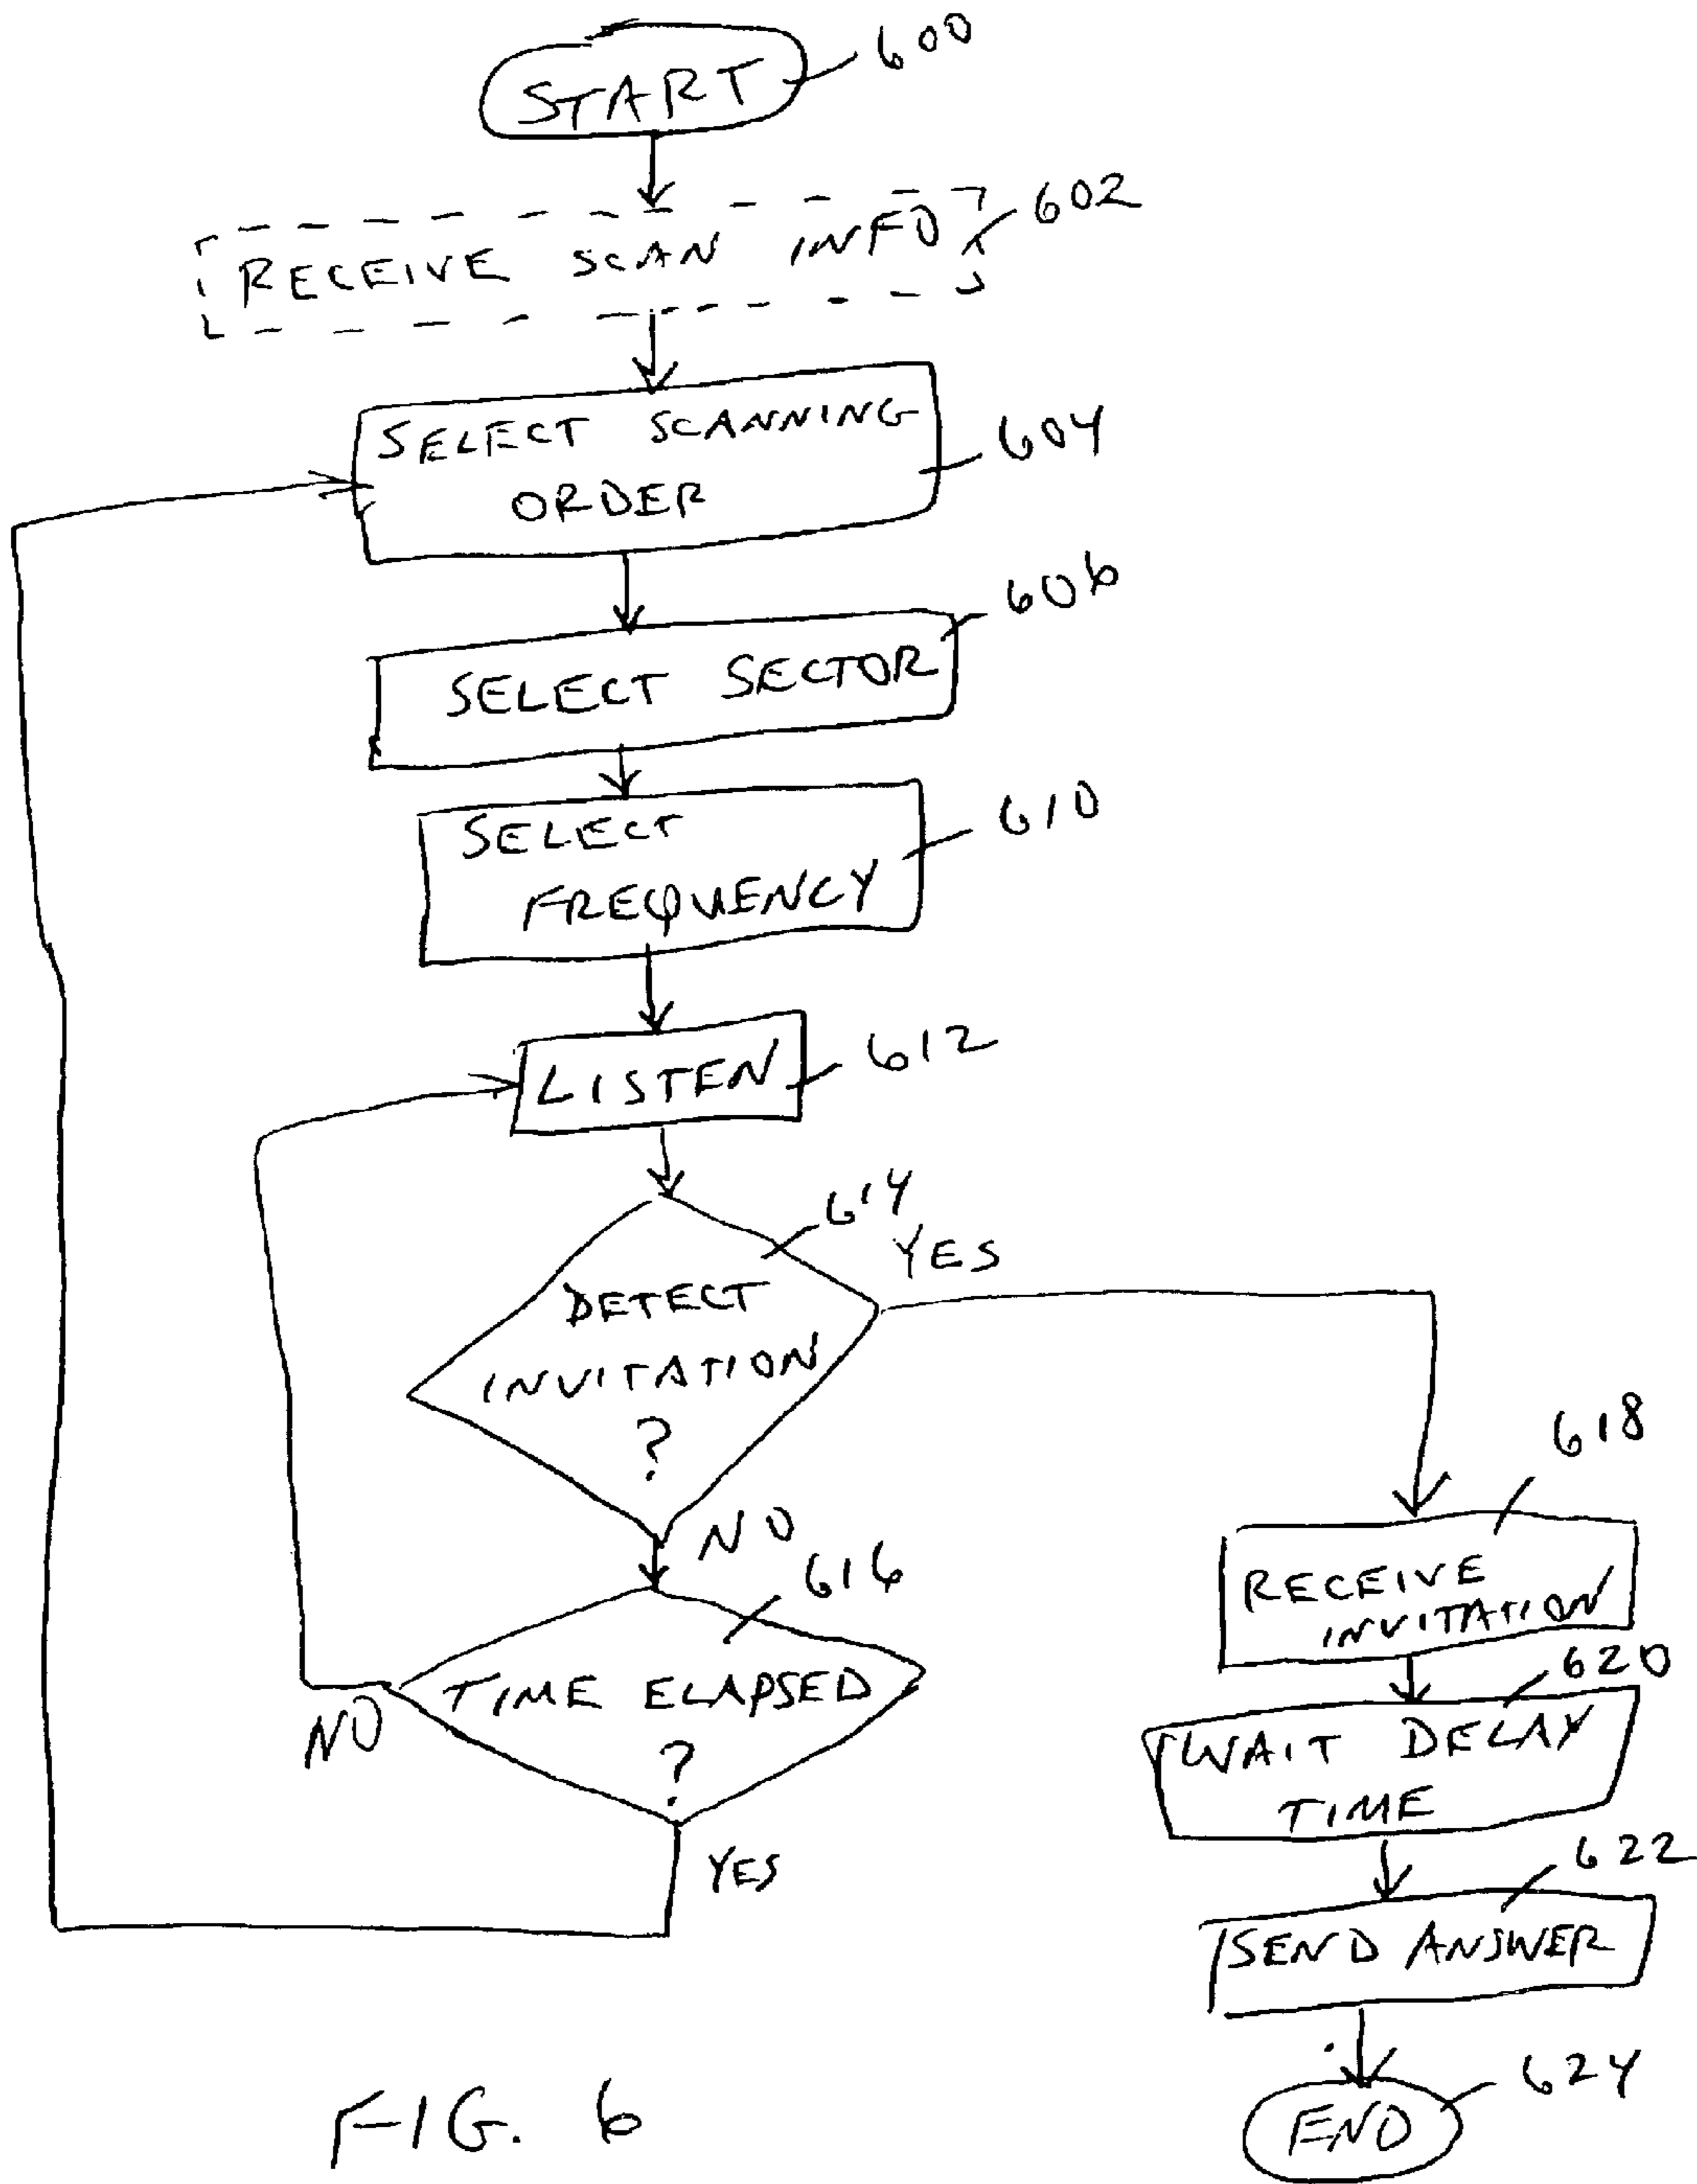 START
600
RECEIVE SCAN INFO
602
SELECT SCANNING
ORDER
604
SELECT SECTOR
606
SELECT
FREQUENCY
610
LISTEN
612
DETECT
INVITATION
?
614
YES
NO
TIME ELAPSED
?
616
NO
YES
RECEIVE
INVITATION
618
WAIT DELAY
TIME
620
SEND ANSWER
622
END
624
FIG. 6